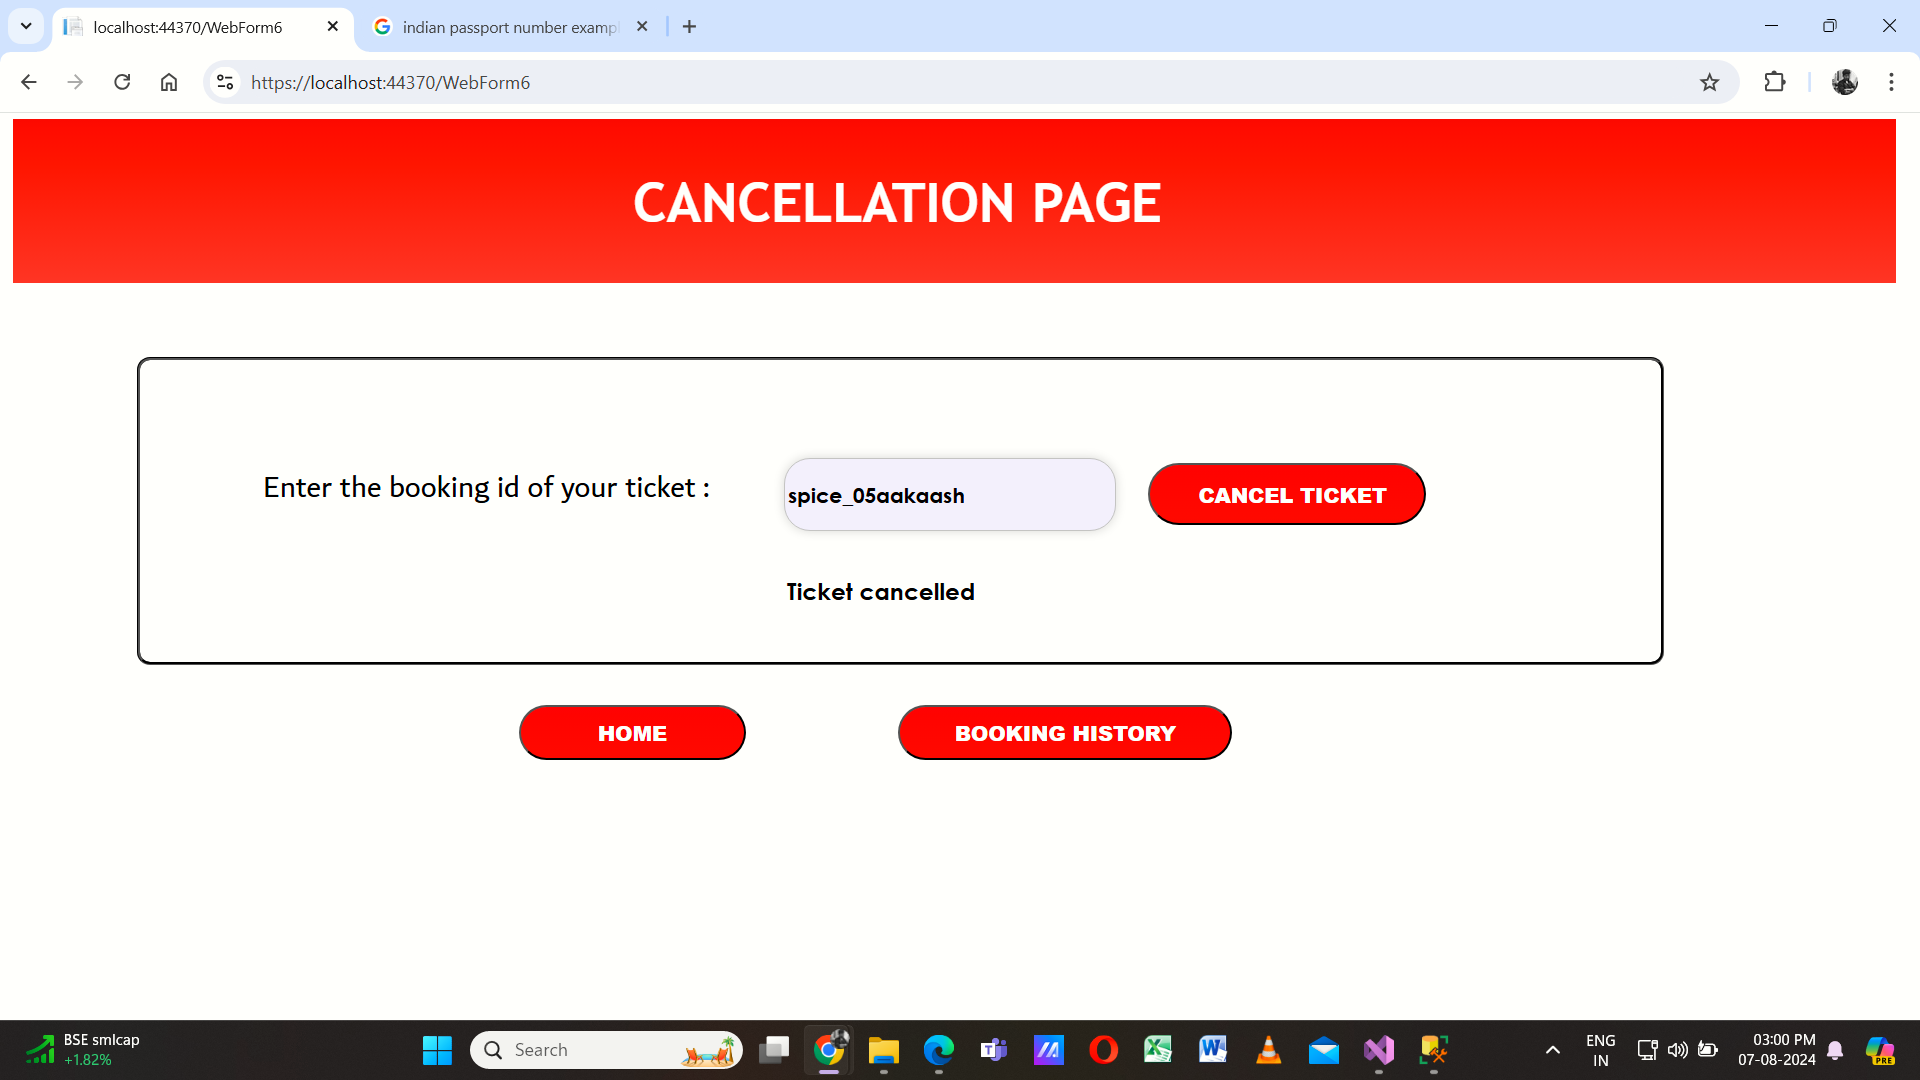 localhost:44370/WebForm6
indian passport number examp
https://localhost:44370/WebForm6
CANCELLATION PAGE
Enter the booking id of your ticket :
spice_05aakaash
CANCEL TICKET
Ticket cancelled
HOME
BOOKING HISTORY
BSE smlcap
+1.82%
Search
ENG
IN
03:00 PM
07-08-2024
PRE